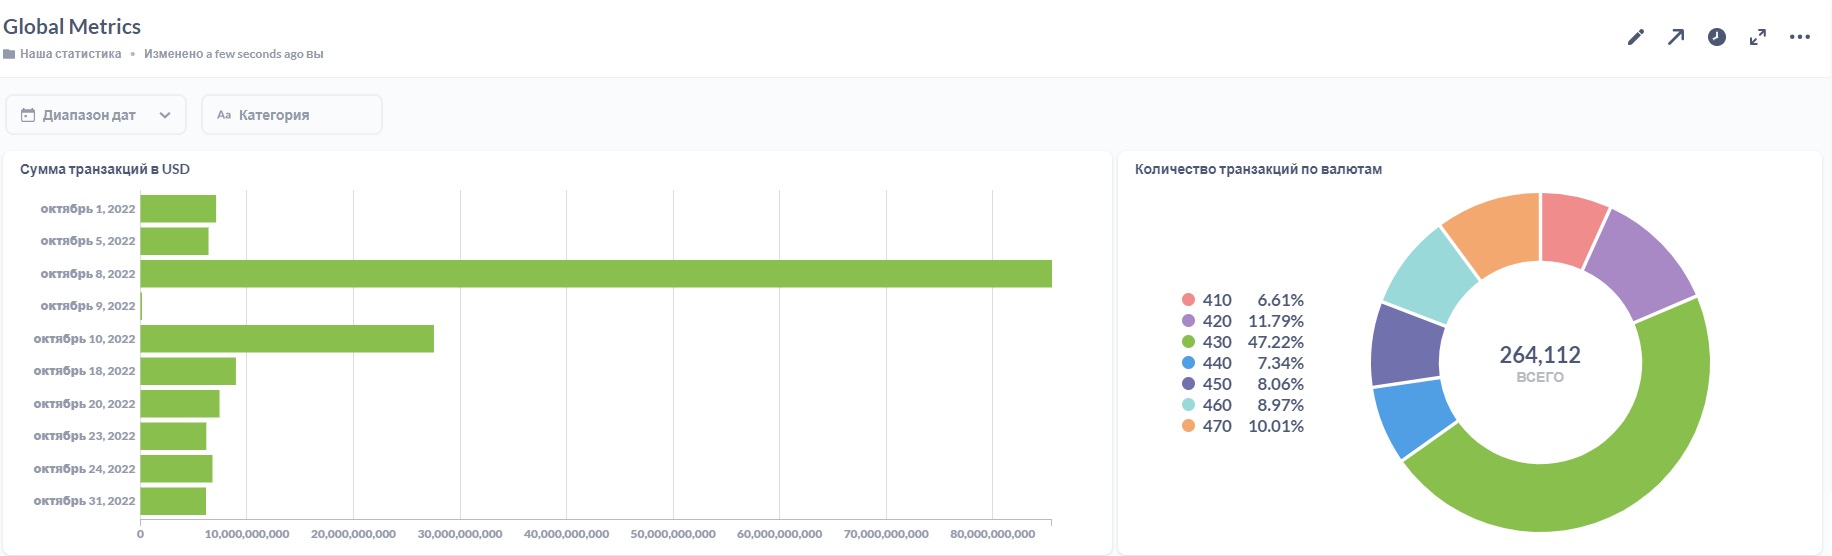 Global Metrics
Наша статистика • Изменено a few seconds ago вы
Диапазон дат
Aa Категория
Сумма транзакций в USD
октябрь 1, 2022
октябрь 5, 2022
октябрь 8, 2022
октябрь 9, 2022
октябрь 10, 2022
октябрь 18, 2022
октябрь 20, 2022
октябрь 23, 2022
октябрь 24, 2022
октябрь 31, 2022
0 10,000,000,000 20,000,000,000 30,000,000,000 40,000,000,000 50,000,000,000 60,000,000,000 70,000,000,000 80,000,000,000
Количество транзакций по валютам
410 6.61%
420 11.79%
430 47.22%
440 7.34%
450 8.06%
460 8.97%
470 10.01%
264,112
ВСЕГО